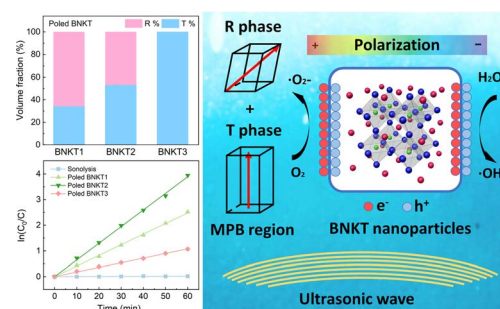 Poled BNKT
R %
T %
100
80
60
40
20
0
Volume fraction (%)
BNKT1
BNKT2
BNKT3
Sonolysis
Poled BNKT1
Poled BNKT2
Poled BNKT3
4
3
2
1
0
ln(C₀/C)
0 10 20 30 40 50 60
Time (min)
R phase
+
T phase
MPB region
+
Polarization
−
·O₂⁻
O₂
H₂O
·OH
e⁻
h⁺
BNKT nanoparticles
Ultrasonic wave